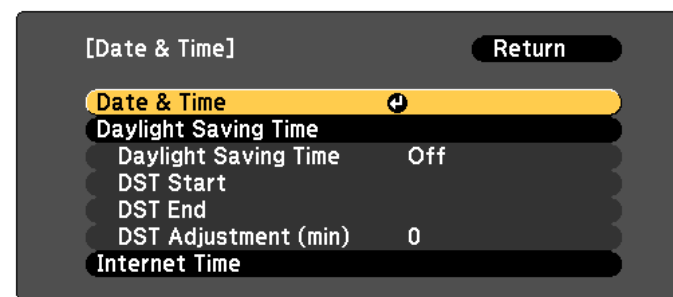 [Date & Time] Return
Date & Time
Daylight Saving Time
Daylight Saving Time Off
DST Start
DST End
DST Adjustment (min) 0
Internet Time